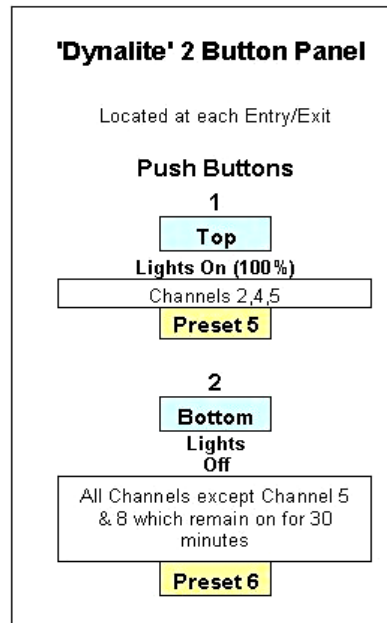 'Dynalite' 2 Button Panel
Located at each Entry/Exit
Push Buttons
1
Top
Lights On (100%)
Channels 2,4,5
Preset 5
2
Bottom
Lights
Off
All Channels except Channel 5
& 8 which remain on for 30
minutes
Preset 6